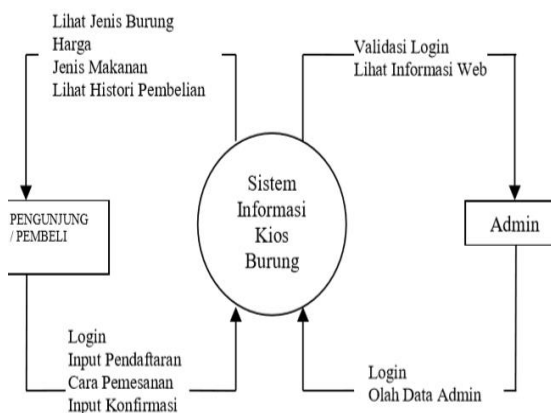 Lihat Jenis Burung
Harga
Jenis Makanan
Lihat Histori Pembelian
Validasi Login
Lihat Informasi Web
PENGUNJUNG
/ PEMBELI
Sistem
Informasi
Kios
Burung
Admin
Login
Input Pendaftaran
Cara Pemesanan
Input Konfirmasi
Login
Olah Data Admin